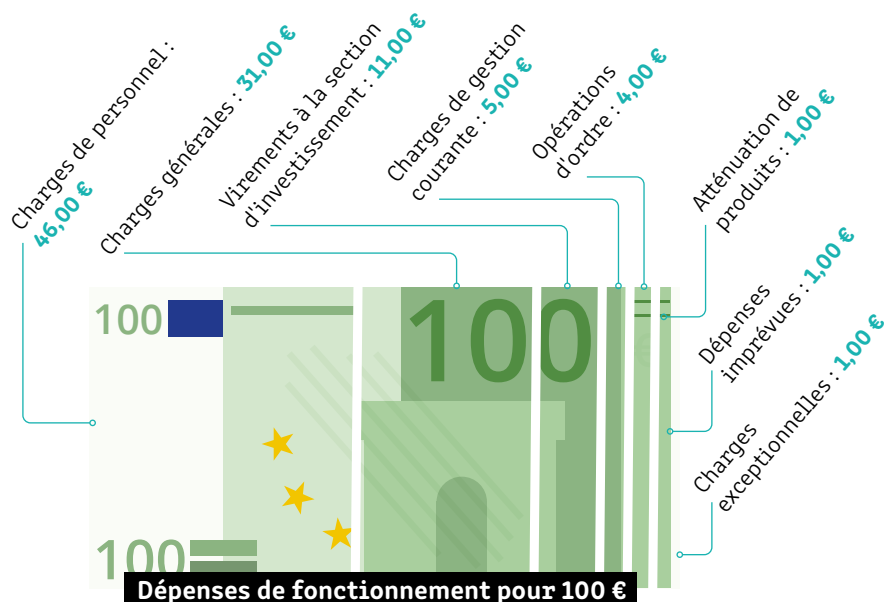 Charges de personnel :
46,00 €
Charges générales : 31,00 €
Virements à la section
d'investissement : 11,00 €
Charges de gestion
courante : 5,00 €
Opérations
d'ordre : 4,00 €
Atténuation de
produits : 1,00 €
Dépenses
imprévues : 1,00 €
Charges
exceptionnelles : 1,00 €
100
100
100
Dépenses de fonctionnement pour 100 €